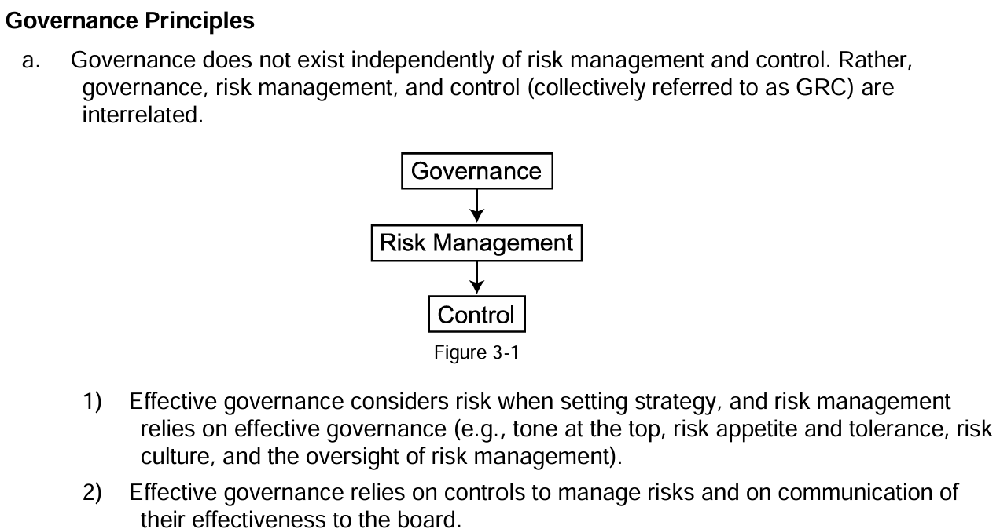 Governance Principles
a. Governance does not exist independently of risk management and control. Rather,
governance, risk management, and control (collectively referred to as GRC) are
interrelated.
Governance
Risk Management
Control
Figure 3-1
1) Effective governance considers risk when setting strategy, and risk management
relies on effective governance (e.g., tone at the top, risk appetite and tolerance, risk
culture, and the oversight of risk management).
2) Effective governance relies on controls to manage risks and on communication of
their effectiveness to the board.